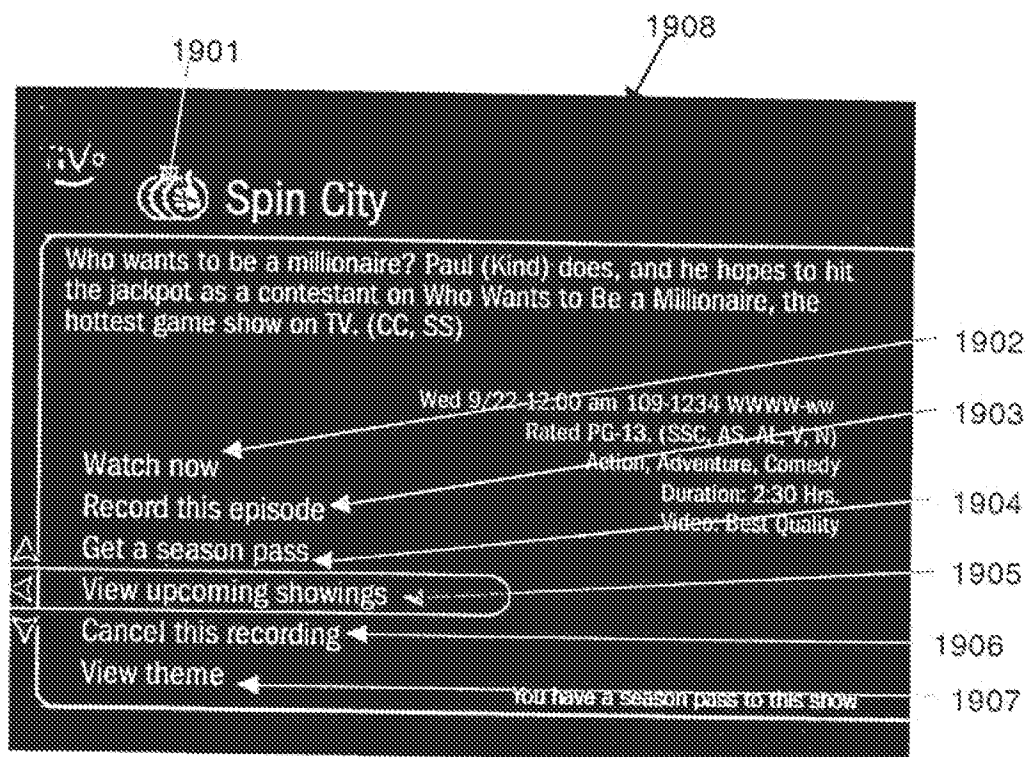 1901
1908
TiVo
Spin City
Who wants to be a millionaire? Paul (Kind) does, and he hopes to hit
the jackpot as a contestant on Who Wants to Be a Millionaire, the
hottest game show on TV. (CC, SS)
1902
Wed 9/22 12:00 am 109-1234 WWWW-ww
1903
Rated PG-13. (SSC, AS, AL, V, N)
Watch now
Action, Adventure, Comedy
Record this episode
Duration: 2:30 Hrs.
1904
Video: Best Quality
Get a season pass
1905
View upcoming showings
Cancel this recording
1906
View theme
You have a season pass to this show
1907